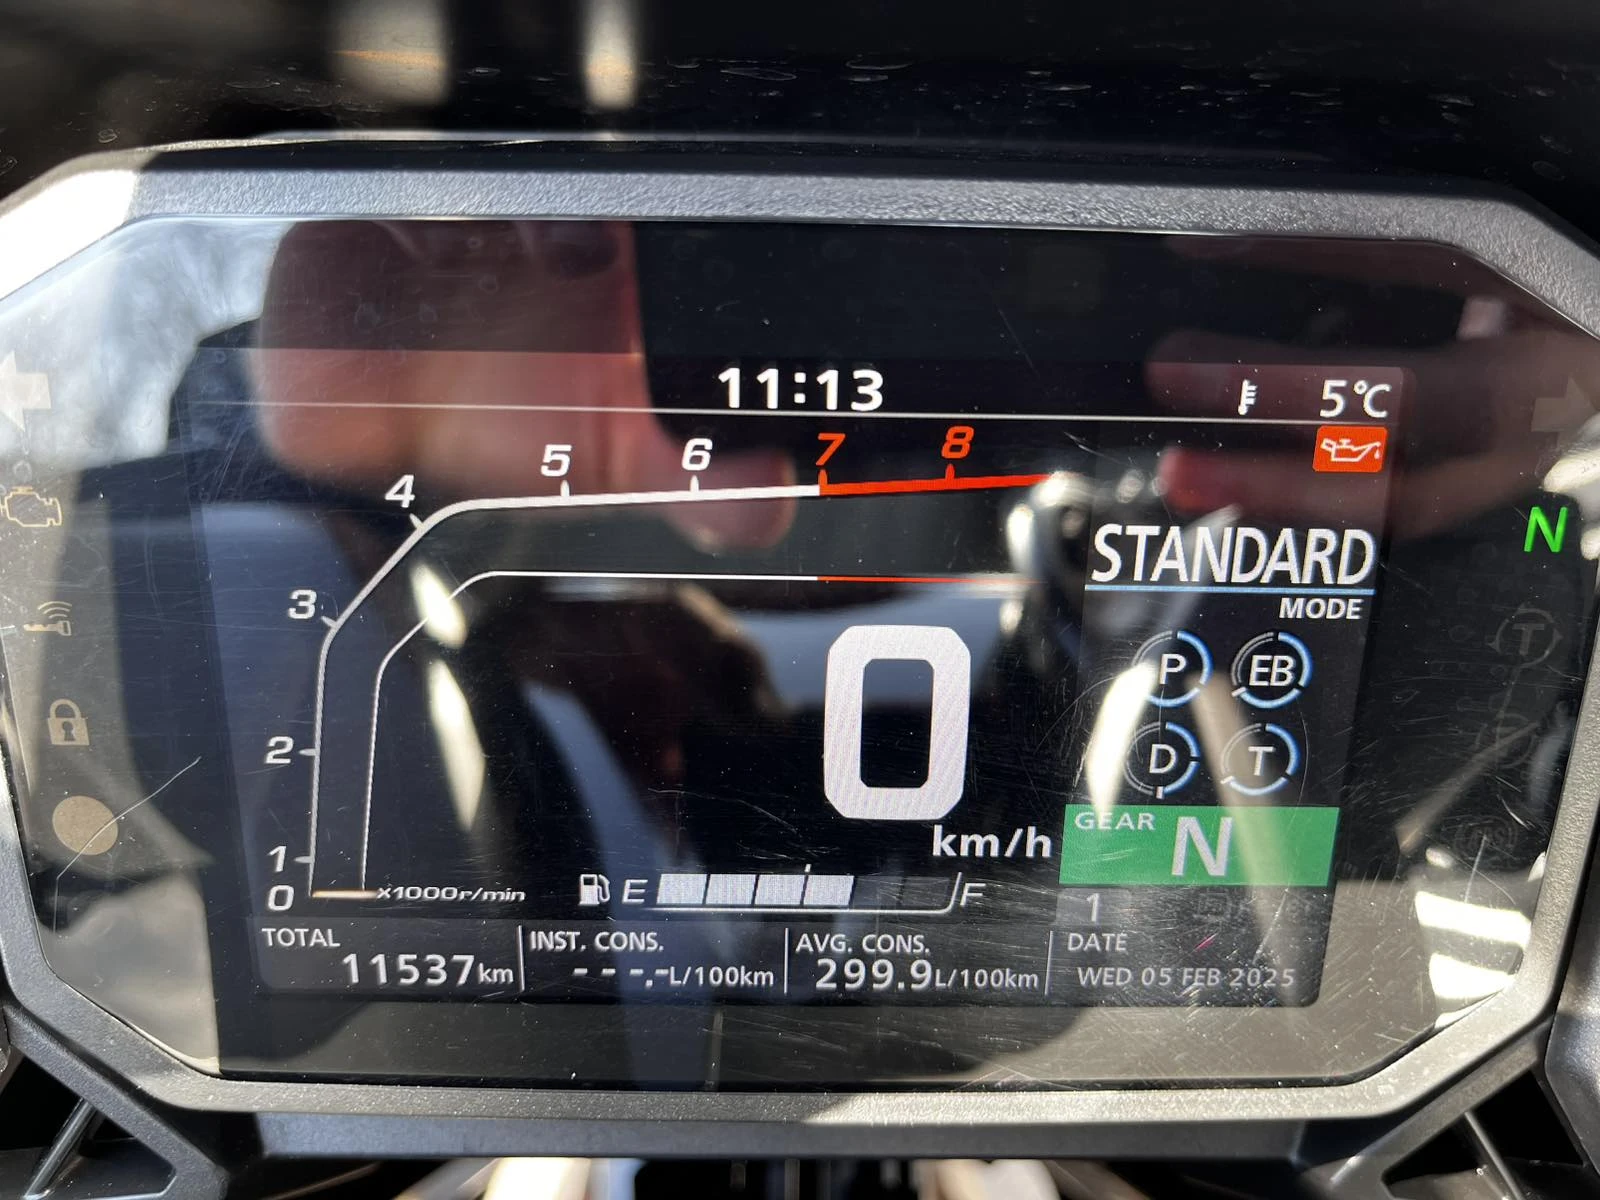 11:13
5°C
4 5 6 7 8
N
STANDARD
MODE
3
P EB
2
D T
GEAR N
km/h
0
1
0 x1000r/min
E F
1
TOTAL
11537km
INST. CONS.
---.-L/100km
AVG. CONS.
299.9L/100km
DATE
WED 05 FEB 2025
T